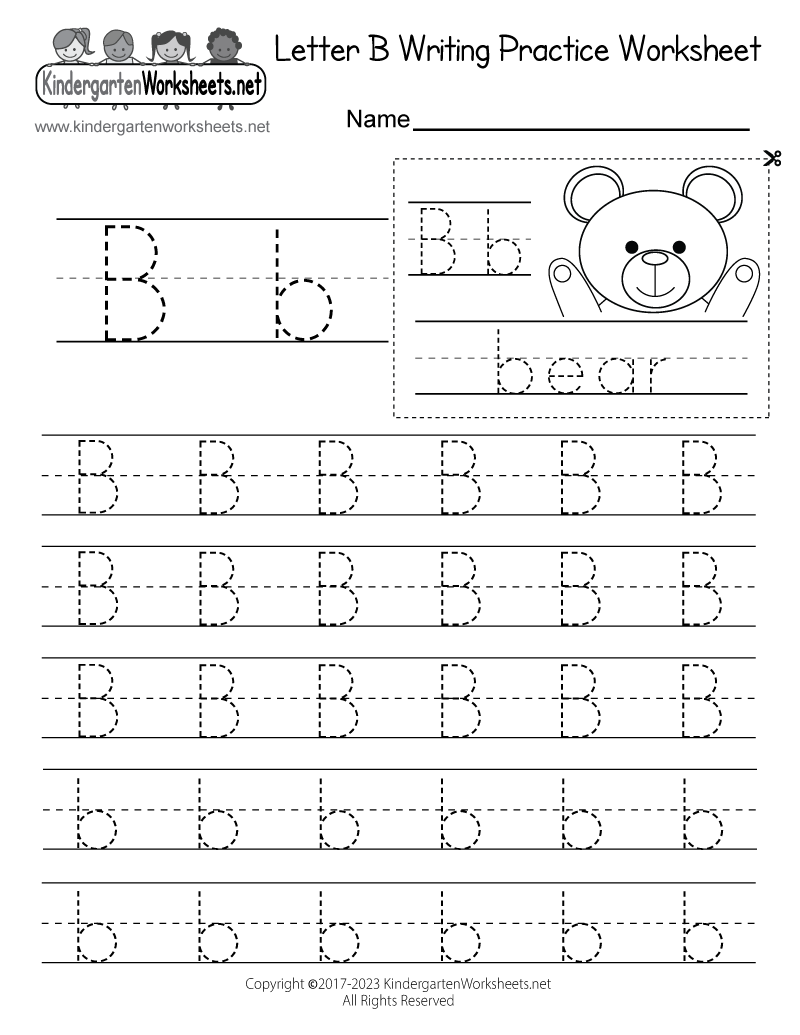 Letter B Writing Practice Worksheet
KindergartenWorksheets.net
www.kindergartenworksheets.net
Name
B b
B b
bear
B B B B B B
B B B B B B
B B B B B B
b b b b b b
b b b b b b
Copyright ©2017-2023 KindergartenWorksheets.net
All Rights Reserved